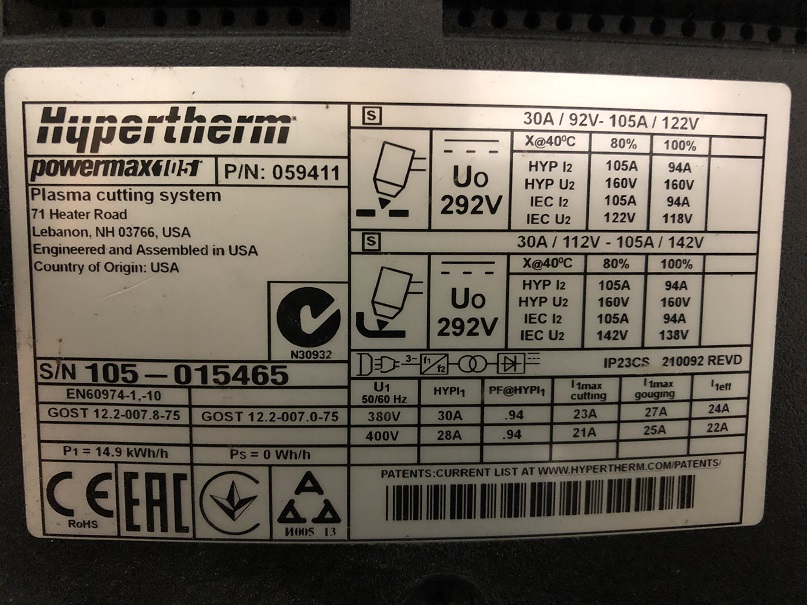 Hypertherm
powermax105 P/N: 059411
Plasma cutting system
71 Heater Road
Lebanon, NH 03766, USA
Engineered and Assembled in USA
Country of Origin: USA
N30932
S/N 105-015465
EN60974-1,-10
GOST 12.2-007.8-75 GOST 12.2-007.0-75
P1 = 14.9 kWh/h Ps = 0 Wh/h
CE
RoHS
EAC
И005 13
S 30A / 92V- 105A / 122V
U0
292V
X@40⁰C 80% 100%
HYP I2 105A 94A
HYP U2 160V 160V
IEC I2 105A 94A
IEC U2 122V 118V
S 30A / 112V - 105A / 142V
U0
292V
X@40⁰C 80% 100%
HYP I2 105A 94A
HYP U2 160V 160V
IEC I2 105A 94A
IEC U2 142V 138V
3~ f1 f2 IP23CS 210092 REVD
U1 50/60 Hz HYPI1 PF@HYPI1 I1max cutting I1max gouging I1eff
380V 30A .94 23A 27A 24A
400V 28A .94 21A 25A 22A
PATENTS:CURRENT LIST AT WWW.HYPERTHERM.COM/PATENTS/